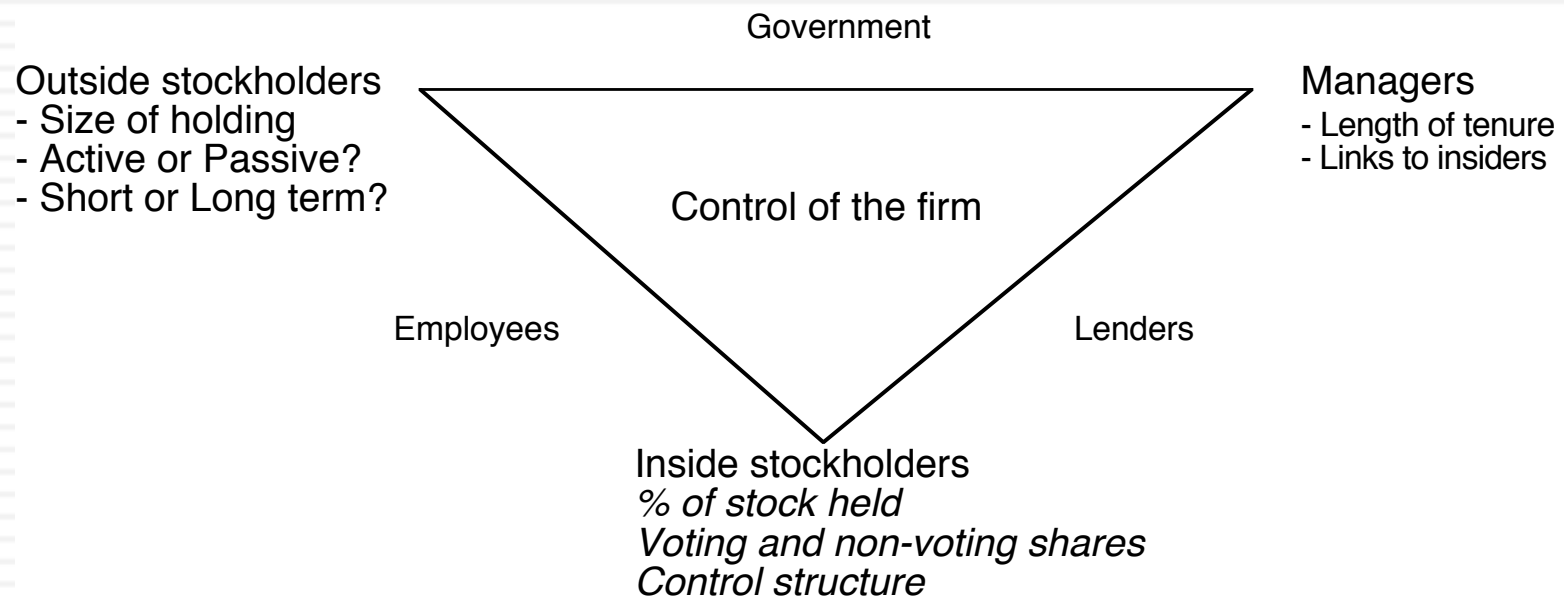 Government
Outside stockholders
- Size of holding
- Active or Passive?
- Short or Long term?
Managers
- Length of tenure
- Links to insiders
Control of the firm
Employees
Lenders
Inside stockholders
% of stock held
Voting and non-voting shares
Control structure